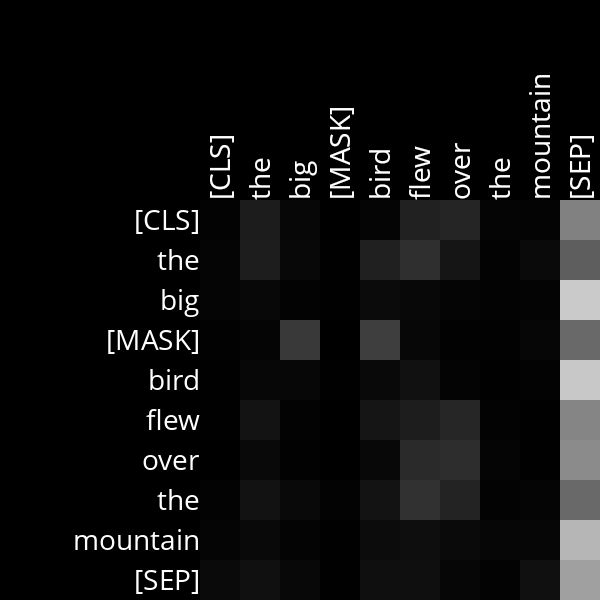 [CLS] the big [MASK] bird flew over the mountain [SEP]
[CLS]
the
big
[MASK]
bird
flew
over
the
mountain
[SEP]